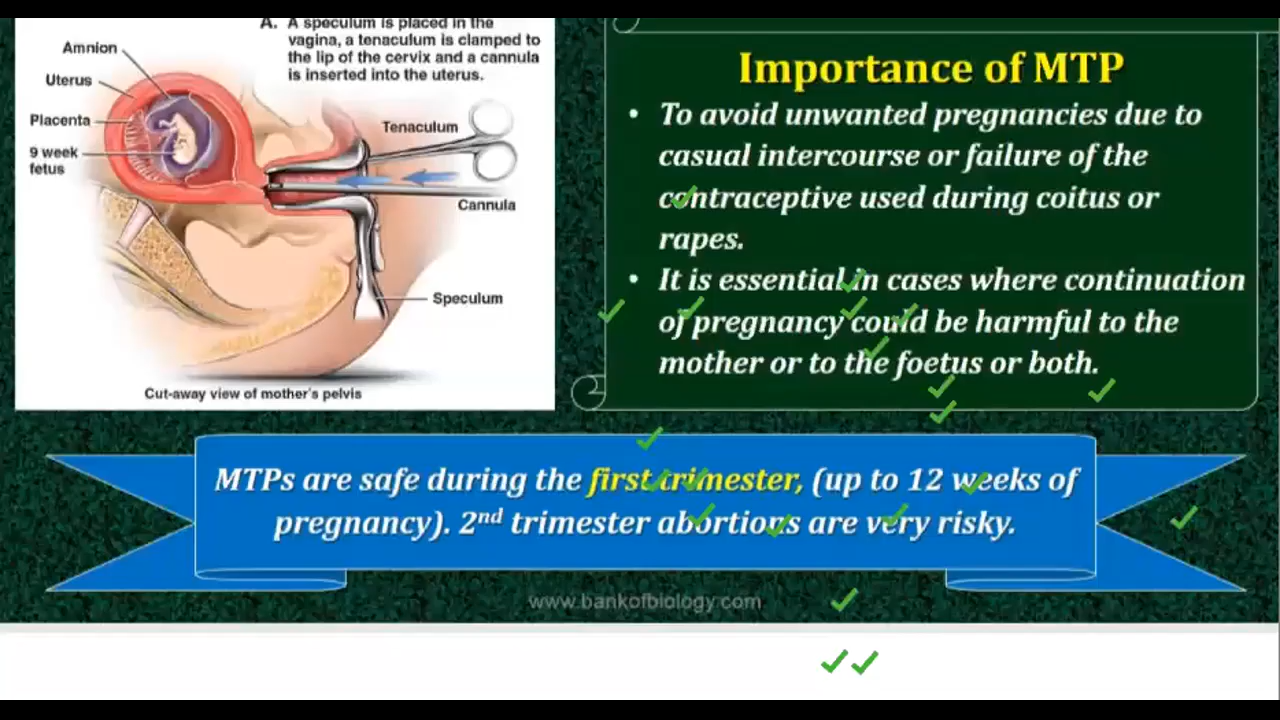 A. A speculum is placed in the
vagina, a tenaculum is clamped to
the lip of the cervix and a cannula
is inserted into the uterus.
Amnion
Uterus
Placenta
9 week
fetus
Tenaculum
Cannula
Speculum
Cut-away view of mother's pelvis
Importance of MTP
• To avoid unwanted pregnancies due to
casual intercourse or failure of the
contraceptive used during coitus or
rapes.
• It is essential in cases where continuation
of pregnancy could be harmful to the
mother or to the foetus or both.
MTPs are safe during the first trimester, (up to 12 weeks of
pregnancy). 2nd trimester abortions are very risky.
www.bankofbiology.com